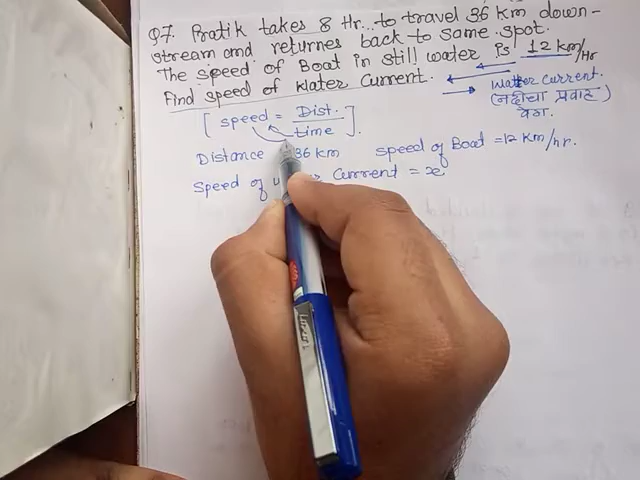 Q7. Pratik takes 8 Hr... to travel 36 km down-
stream and returnes back to same spot.
The speed of Boat in still water is 12 km/Hr
Find speed of Water Current.
Water current.
(नदीचा प्रवाह)
वेग.
[ speed = Dist. / time ].
Distance 36 km speed of Boat = 12 Km/hr.
Speed of Current = x